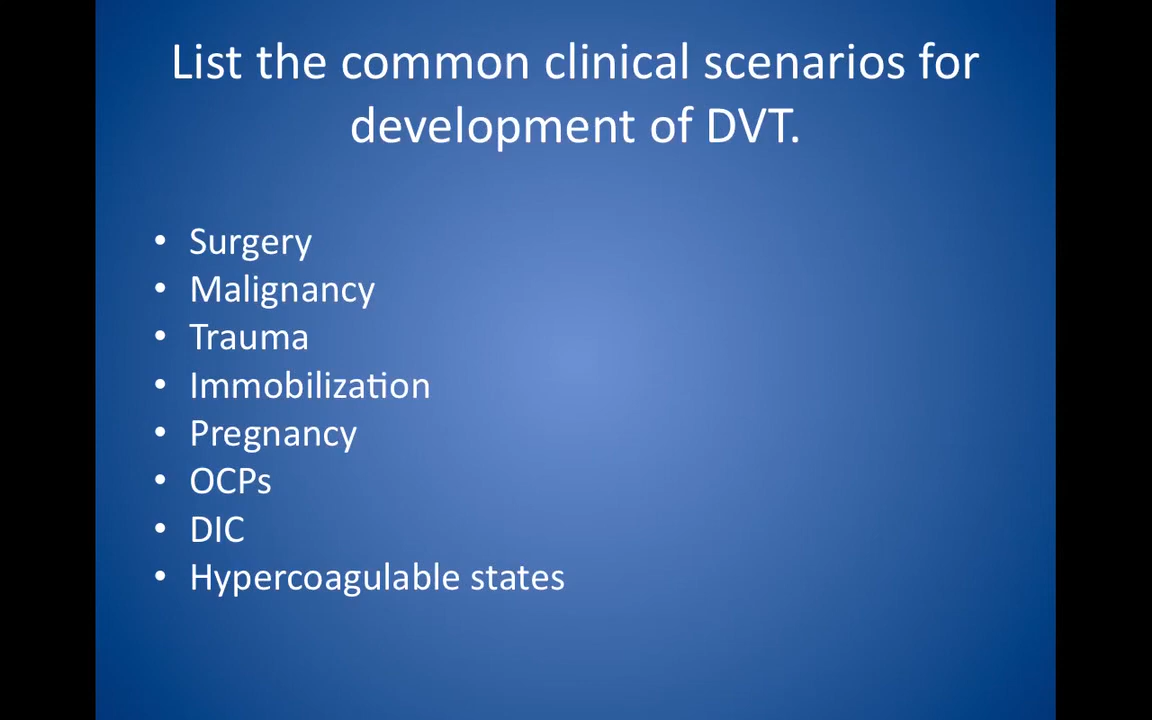 List the common clinical scenarios for
development of DVT.
• Surgery
• Malignancy
• Trauma
• Immobilization
• Pregnancy
• OCPs
• DIC
• Hypercoagulable states